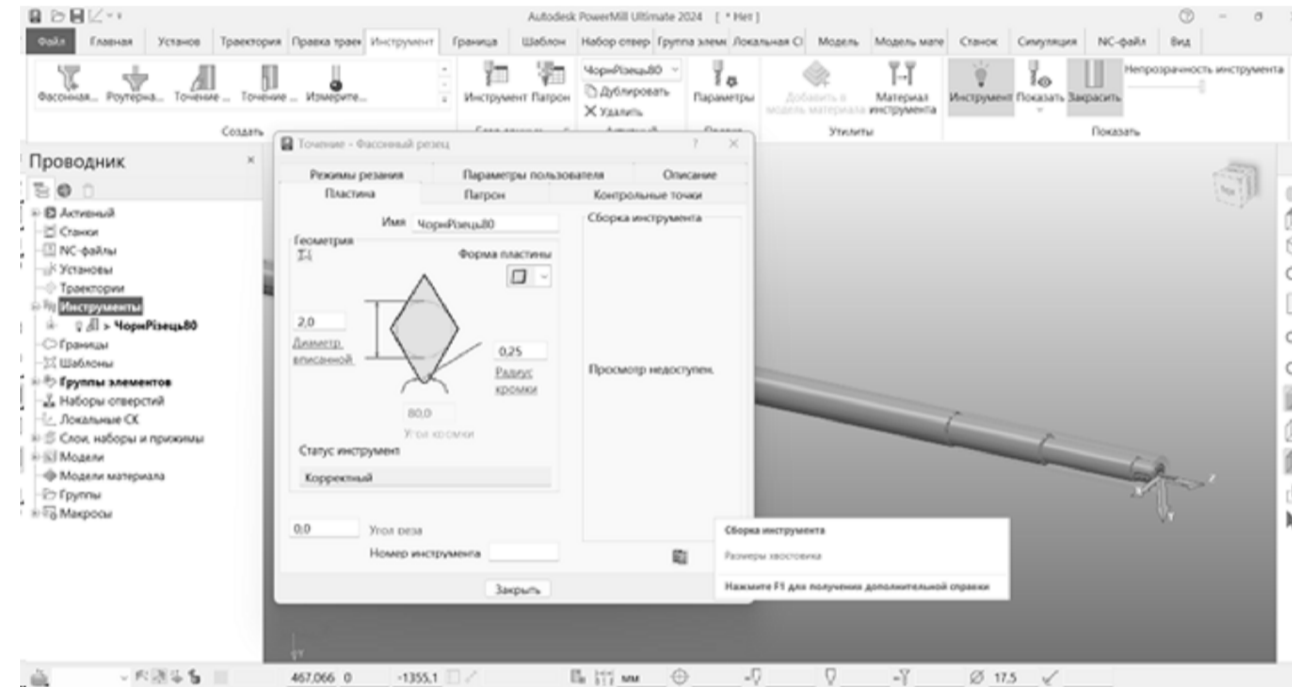 Autodesk PowerMill Ultimate 2024 [ * Нет ]
Файл Главная Установ Траектория Правка траек Инструмент Граница Шаблон Набор отвер Группа элеме Локальная С Модель Модель мате Станок Симуляция NC-файл Вид
Фасонная... Роутерна... Точение ... Точение ... Измерите...
Создать
Инструмент Патрон
ЧорнРізець80
Дублировать
Удалить
Параметры
Добавить в модель материала
Материал инструмента
Утилиты
Инструмент Показать Закрасить
Непрозрачность инструмента
Показать
Проводник
Активный
Станки
NC-файлы
Установы
Траектории
Инструменты
> ЧорнРізець80
Границы
Шаблоны
Группы элементов
Наборы отверстий
Локальные СК
Слои, наборы и прижимы
Модели
Модели материала
Группы
Макросы
Точение - Фасонный резец
? ×
Режимы резания Параметры пользователя Описание
Пластина Патрон Контрольные точки
Имя ЧорнРізець80
Геометрия
Форма пластины
2,0
Диаметр вписанной
0,25
Радиус кромки
80,0
Угол кромки
Статус инструмент
Корректный
0,0 Угол реза
Номер инструмента
Закрыть
Сборка инструмента
Просмотр недоступен.
Сборка инструмента
Размеры хвостовика
Нажмите F1 для получения дополнительной справки
467,066 0 -1355,1 мм 17.5